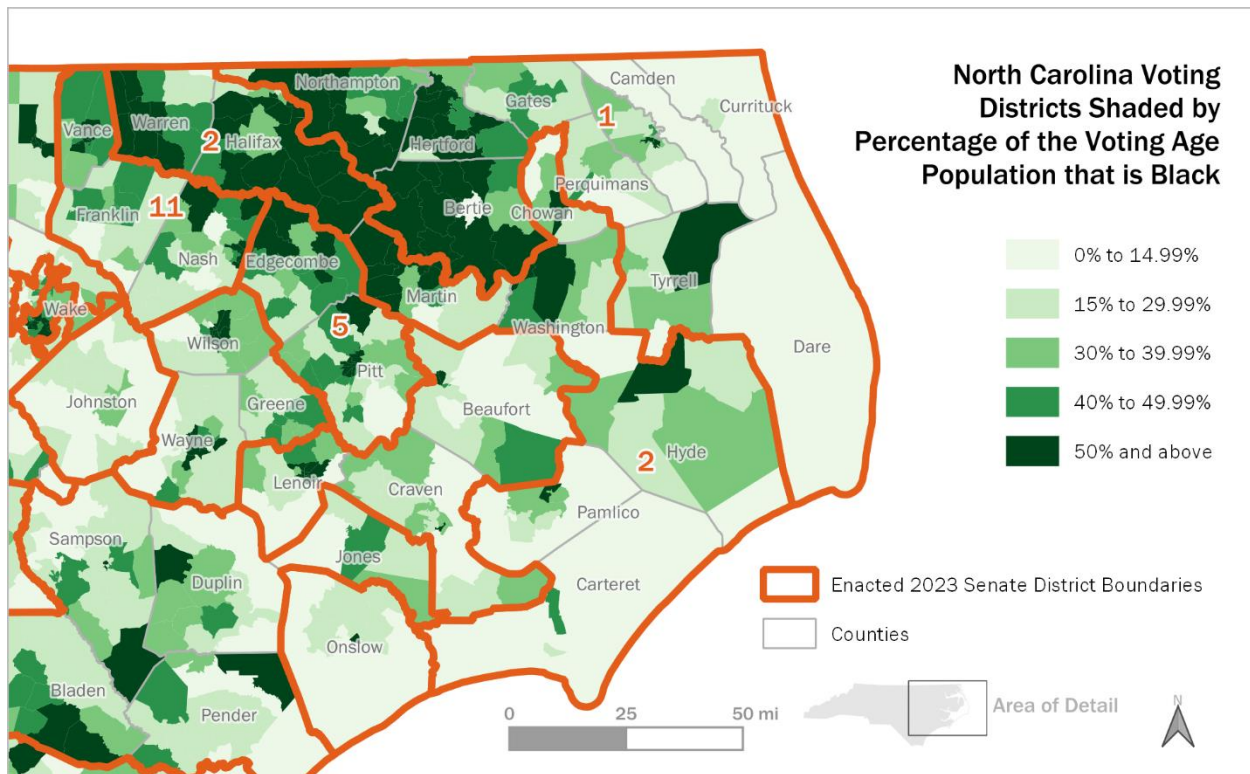 North Carolina Voting
Districts Shaded by
Percentage of the Voting Age
Population that is Black
0% to 14.99%
15% to 29.99%
30% to 39.99%
40% to 49.99%
50% and above
Enacted 2023 Senate District Boundaries
Counties
Area of Detail
N
0 25 50 mi
Northampton
Camden
Currituck
Gates
Vance
Warren
2
Halifax
Hertford
1
Perquimans
Franklin
11
Bertie
Chowan
Nash
Edgecombe
Tyrrell
Martin
Wake
5
Washington
Wilson
Dare
Pitt
Johnston
Greene
Beaufort
Wayne
2
Hyde
Lenoir
Craven
Pamlico
Sampson
Jones
Duplin
Carteret
Onslow
Bladen
Pender